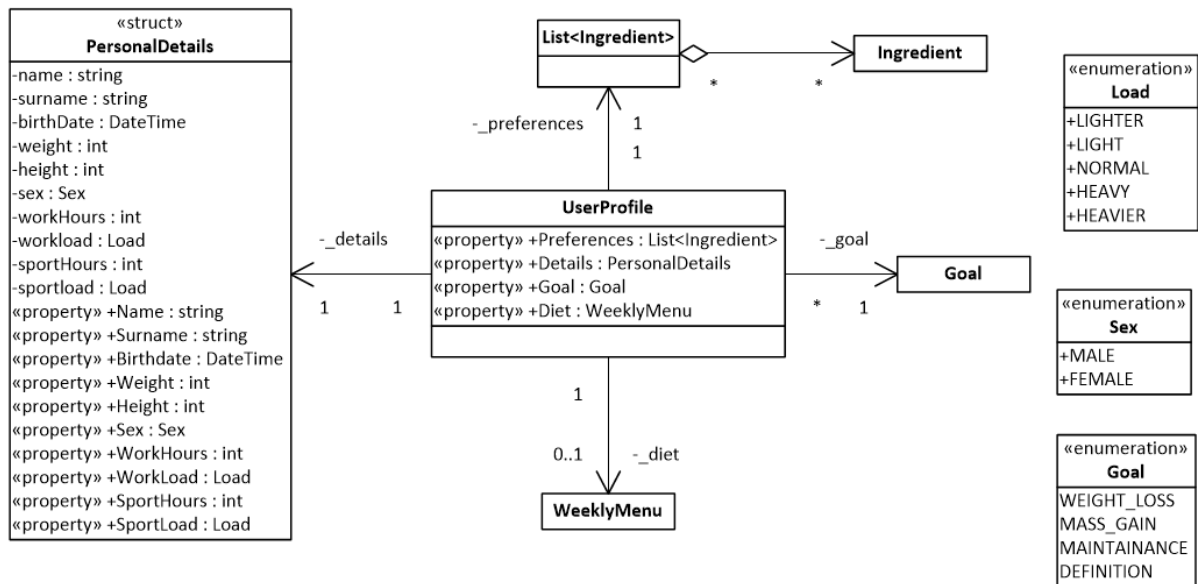 «struct»
PersonalDetails
-name : string
-surname : string
-birthDate : DateTime
-weight : int
-height : int
-sex : Sex
-workHours : int
-workload : Load
-sportHours : int
-sportload : Load
«property» +Name : string
«property» +Surname : string
«property» +Birthdate : DateTime
«property» +Weight : int
«property» +Height : int
«property» +Sex : Sex
«property» +WorkHours : int
«property» +WorkLoad : Load
«property» +SportHours : int
«property» +SportLoad : Load
-_details
1
1
List<Ingredient>
*
*
Ingredient
-_preferences
1
1
UserProfile
«property» +Preferences : List<Ingredient>
«property» +Details : PersonalDetails
«property» +Goal : Goal
«property» +Diet : WeeklyMenu
-_goal
*
1
Goal
1
0..1
-_diet
WeeklyMenu
«enumeration»
Load
+LIGHTER
+LIGHT
+NORMAL
+HEAVY
+HEAVIER
«enumeration»
Sex
+MALE
+FEMALE
«enumeration»
Goal
WEIGHT_LOSS
MASS_GAIN
MAINTAINANCE
DEFINITION